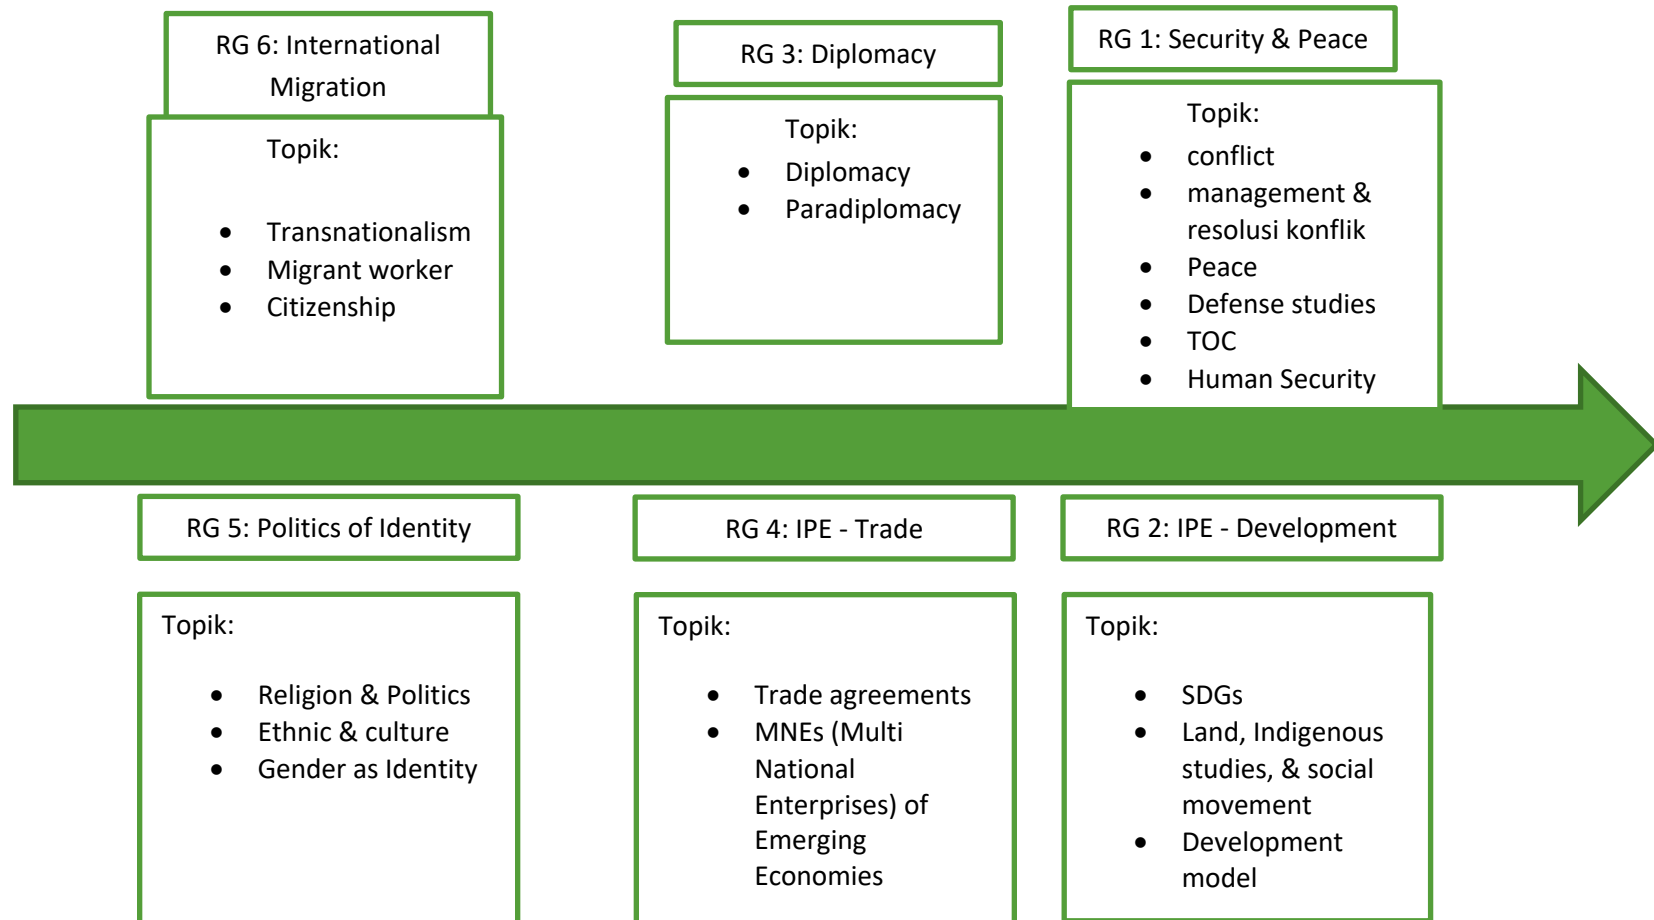 RG 6: International
Migration
Topik:
• Transnationalism
• Migrant worker
• Citizenship
RG 3: Diplomacy
Topik:
• Diplomacy
• Paradiplomacy
RG 1: Security & Peace
Topik:
• conflict
• management &
resolusi konflik
• Peace
• Defense studies
• TOC
• Human Security
RG 5: Politics of Identity
Topik:
• Religion & Politics
• Ethnic & culture
• Gender as Identity
RG 4: IPE - Trade
Topik:
• Trade agreements
• MNEs (Multi
National
Enterprises) of
Emerging
Economies
RG 2: IPE - Development
Topik:
• SDGs
• Land, Indigenous
studies, & social
movement
• Development
model